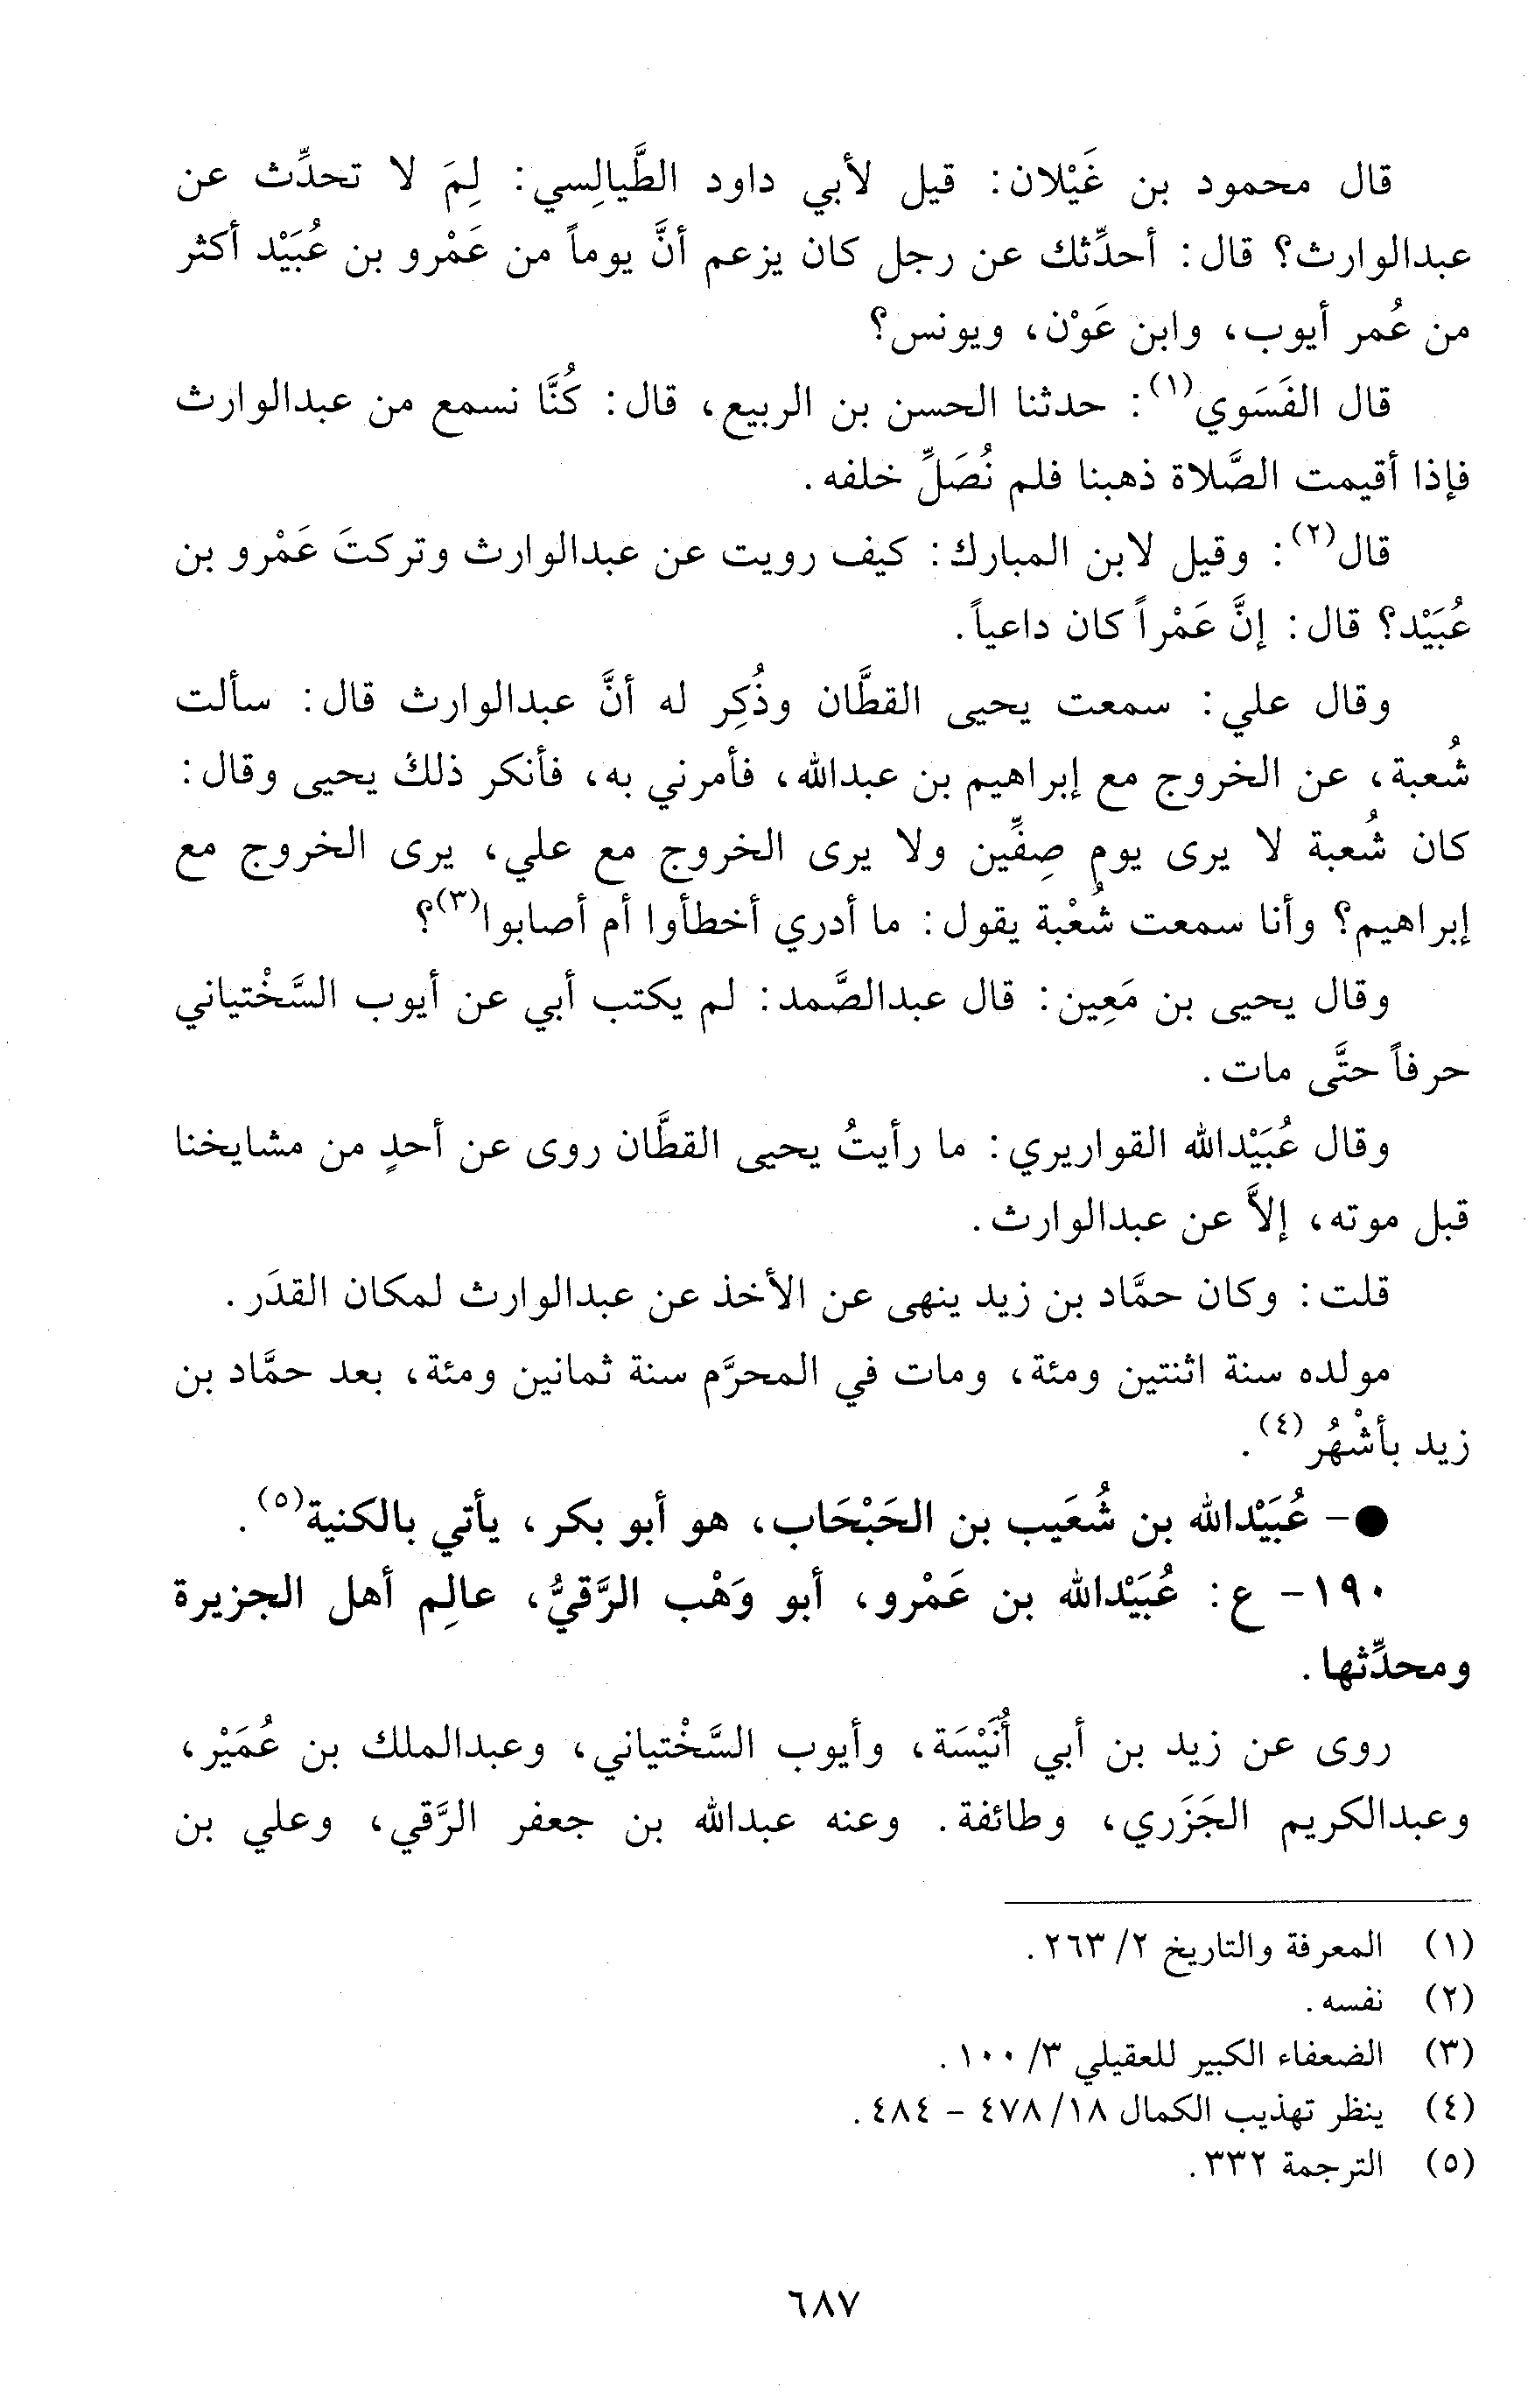 قال محمود بن غَيْلان: قيل لأبي داود الطَّيالِسي: لِمَ لا تحدِّث عن
عبدالوارث؟ قال: أحدِّثك عن رجل كان يزعم أنَّ يوماً من عَمْرو بن عُبَيْد أكثر
من عُمر أيوب، وابن عَوْن، ويونس؟
قال الفَسَوي(١): حدثنا الحسن بن الربيع، قال: كُنَّا نسمع من عبدالوارث
فإذا أقيمت الصَّلاة ذهبنا فلم نُصَلِّ خلفه.
قال(٢): وقيل لابن المبارك: كيف رويت عن عبدالوارث وتركتَ عَمْرو بن
عُبَيْد؟ قال: إنَّ عَمْراً كان داعياً.
وقال علي: سمعت يحيى القطَّان وذُكِر له أنَّ عبدالوارث قال: سألت
شُعبة، عن الخروج مع إبراهيم بن عبدالله، فأمرني به، فأنكر ذلك يحيى وقال:
كان شُعبة لا يرى يوم صِفِّين ولا يرى الخروج مع علي، يرى الخروج مع
إبراهيم؟ وأنا سمعت شُعْبة يقول: ما أدري أخطأوا أم أصابوا(٣)؟
وقال يحيى بن مَعِين: قال عبدالصَّمد: لم يكتب أبي عن أيوب السَّخْتياني
حرفاً حتَّى مات.
وقال عُبَيْدالله القواريري: ما رأيتُ يحيى القطَّان روى عن أحدٍ من مشايخنا
قبل موته، إلاَّ عن عبدالوارث.
قلت: وكان حمَّاد بن زيد ينهى عن الأخذ عن عبدالوارث لمكان القدَر.
مولده سنة اثنتين ومئة، ومات في المحرَّم سنة ثمانين ومئة، بعد حمَّاد بن
زيد بأشْهُر(٤).
●- عُبَيْدالله بن شُعَيب بن الحَبْحَاب، هو أبو بكر، يأتي بالكنية(٥).
١٩٠- ع: عُبَيْدالله بن عَمْرو، أبو وَهْب الرَّقيُّ، عالِم أهل الجزيرة
ومحدِّثها.
روى عن زيد بن أبي أُنَيْسَة، وأيوب السَّخْتياني، وعبدالملك بن عُمَيْر،
وعبدالكريم الجَزَري، وطائفة. وعنه عبدالله بن جعفر الرَّقي، وعلي بن
(١) المعرفة والتاريخ ٢/ ٢٦٣.
(٢) نفسه.
(٣) الضعفاء الكبير للعقيلي ٣/ ١٠٠.
(٤) ينظر تهذيب الكمال ١٨/ ٤٧٨ - ٤٨٤.
(٥) الترجمة ٣٣٢.
٦٨٧